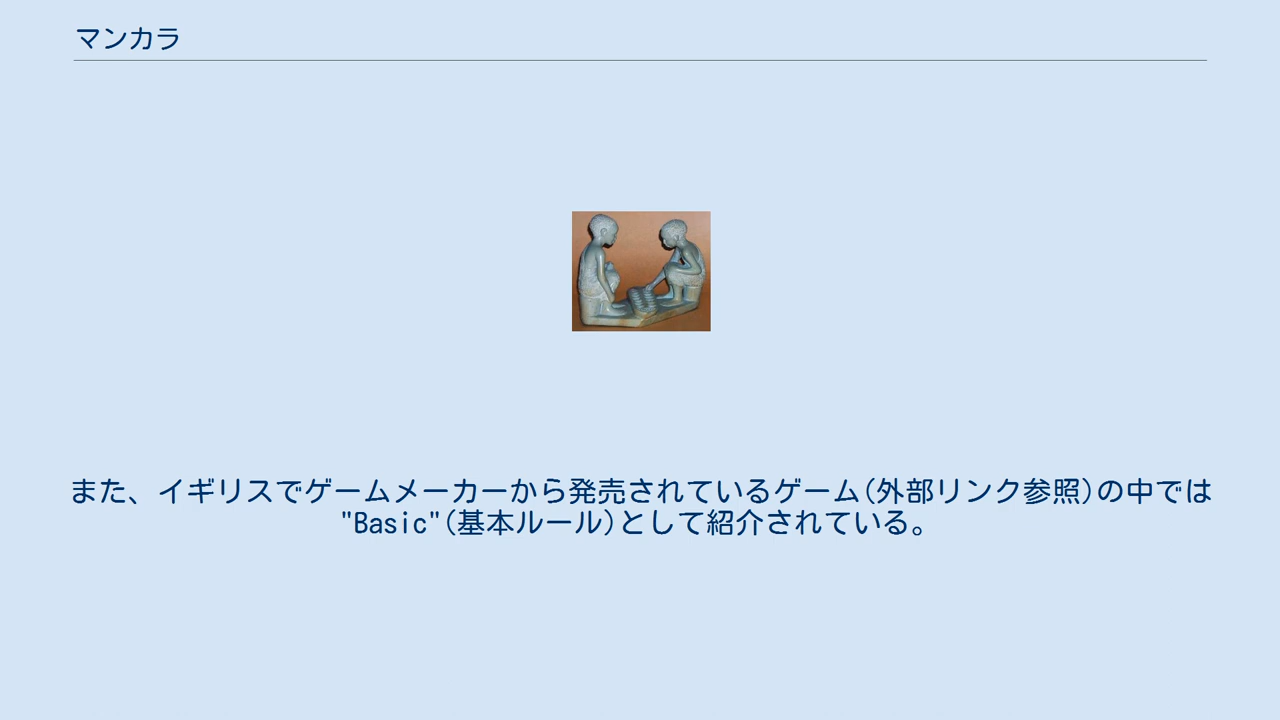 マンカラ
また、イギリスでゲームメーカーから発売されているゲーム(外部リンク参照)の中では
"Basic"(基本ルール)として紹介されている。